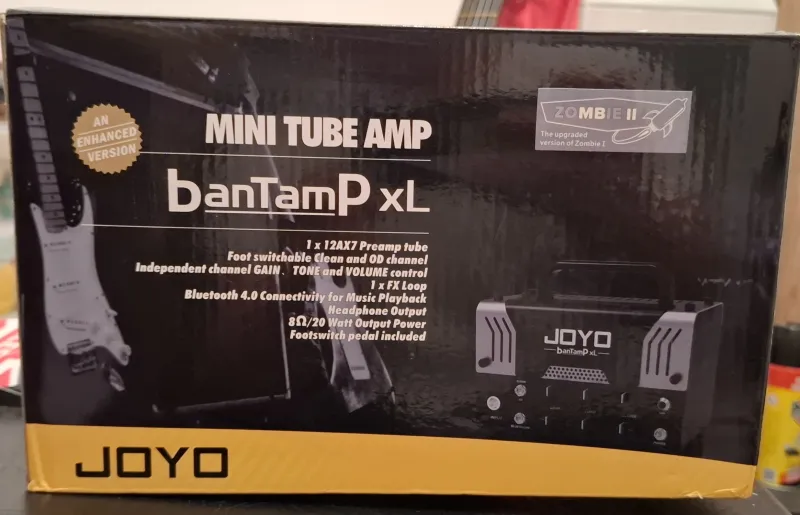 AN
ENHANCED
VERSION
MINI TUBE AMP
banTamP xL
ZOMBIE II
The upgraded
version of Zombie I
1 x 12AX7 Preamp tube
Foot switchable Clean and OD channel
Independent channel GAIN、TONE and VOLUME control
1 x FX Loop
Bluetooth 4.0 Connectivity for Music Playback
Headphone Output
8Ω/20 Watt Output Power
Footswitch pedal included
JOYO
banTamP xL
JOYO